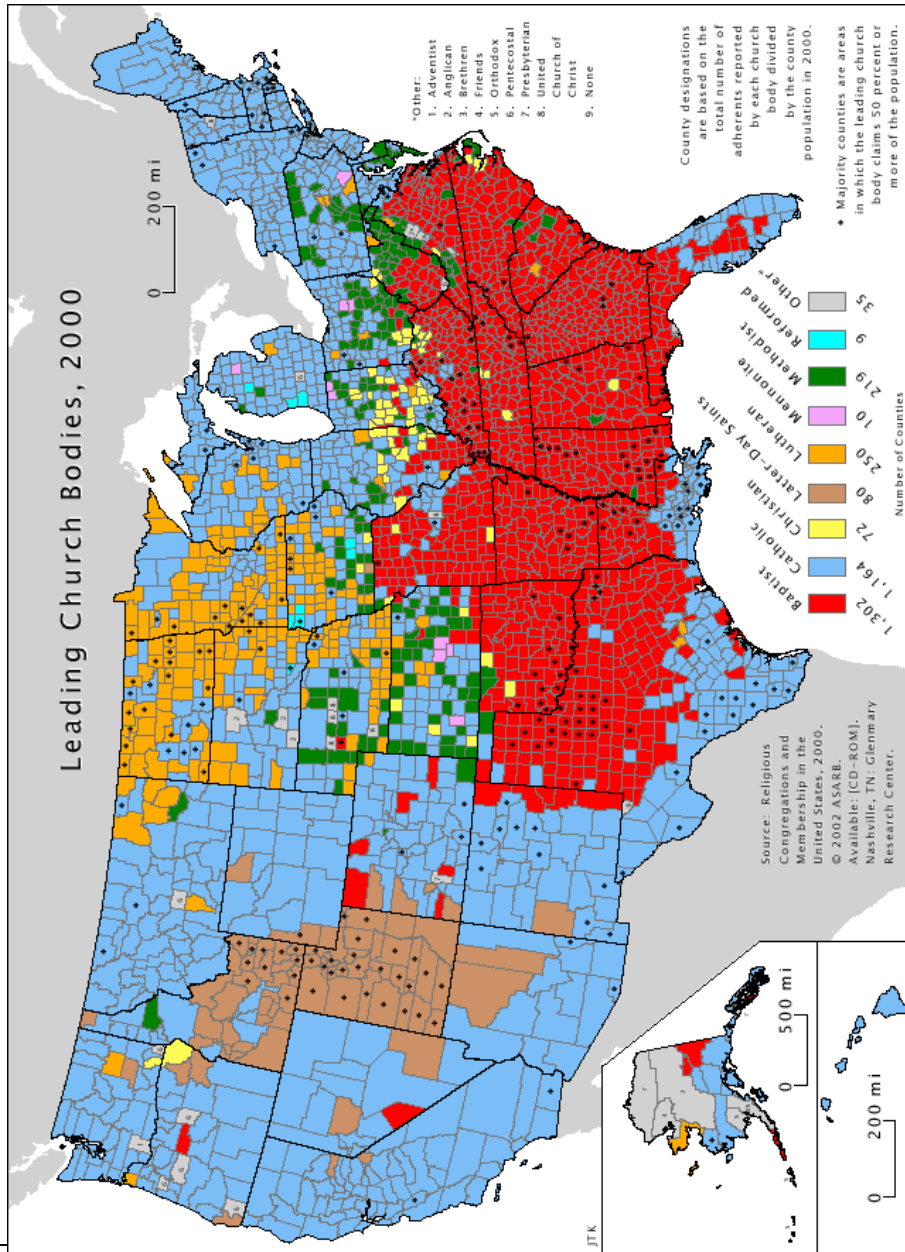 Leading Church Bodies, 2000
0 200 mi
*Other:
1. Adventist
2. Anglican
3. Brethren
4. Friends
5. Orthodox
6. Pentecostal
7. Presbyterian
8. United
Church of
Christ
9. None
County designations
are based on the
total number of
adherents reported
by each church
body divided
by the county
population in 2000.
◆ Majority counties are areas
in which the leading church
body claims 50 percent or
more of the population.
Baptist
Catholic
Christian
Latter-Day Saints
Lutheran
Mennonite
Methodist
Reformed
Other*
1,302 1,164 72 80 250 10 219 9 35
Number of Counties
Source: Religious
Congregations and
Membership in the
United States, 2000.
© 2002 ASARB.
Available: [CD-ROM].
Nashville, TN: Glenmary
Research Center.
JTK
0 500 mi
0 200 mi